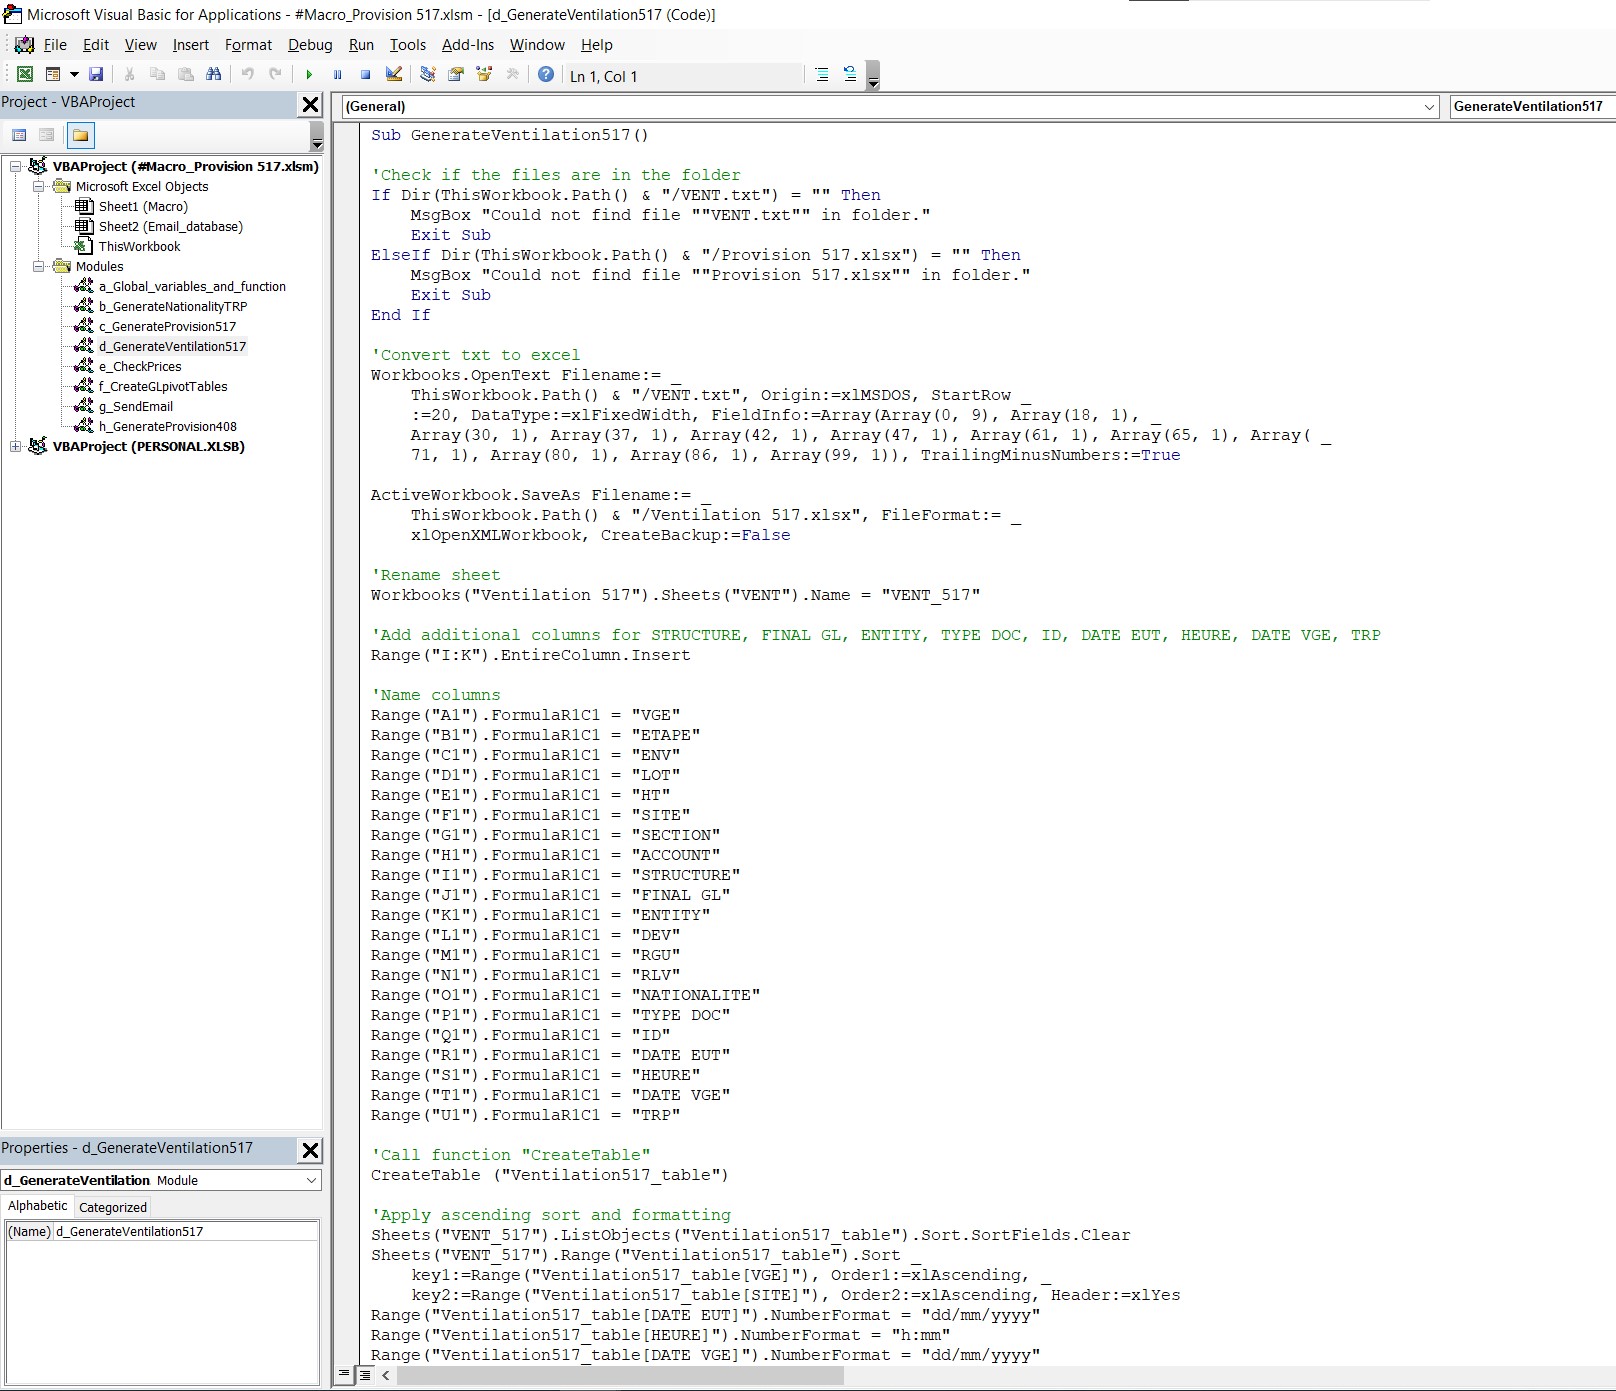 Microsoft Visual Basic for Applications - #Macro_Provision 517.xlsm - [d_GenerateVentilation517 (Code)]
File Edit View Insert Format Debug Run Tools Add-Ins Window Help
Ln 1, Col 1
Project - VBAProject
VBAProject (#Macro_Provision 517.xlsm)
Microsoft Excel Objects
Sheet1 (Macro)
Sheet2 (Email_database)
ThisWorkbook
Modules
a_Global_variables_and_function
b_GenerateNationalityTRP
c_GenerateProvision517
d_GenerateVentilation517
e_CheckPrices
f_CreateGLpivotTables
g_SendEmail
h_GenerateProvision408
VBAProject (PERSONAL.XLSB)
Properties - d_GenerateVentilation517
d_GenerateVentilation Module
Alphabetic Categorized
(Name) d_GenerateVentilation517
(General) GenerateVentilation517
Sub GenerateVentilation517()
'Check if the files are in the folder
If Dir(ThisWorkbook.Path() & "/VENT.txt") = "" Then
MsgBox "Could not find file ""VENT.txt"" in folder."
Exit Sub
ElseIf Dir(ThisWorkbook.Path() & "/Provision 517.xlsx") = "" Then
MsgBox "Could not find file ""Provision 517.xlsx"" in folder."
Exit Sub
End If
'Convert txt to excel
Workbooks.OpenText Filename:= _
ThisWorkbook.Path() & "/VENT.txt", Origin:=xlMSDOS, StartRow _
:=20, DataType:=xlFixedWidth, FieldInfo:=Array(Array(0, 9), Array(18, 1), _
Array(30, 1), Array(37, 1), Array(42, 1), Array(47, 1), Array(61, 1), Array(65, 1), Array( _
71, 1), Array(80, 1), Array(86, 1), Array(99, 1)), TrailingMinusNumbers:=True
ActiveWorkbook.SaveAs Filename:= _
ThisWorkbook.Path() & "/Ventilation 517.xlsx", FileFormat:= _
xlOpenXMLWorkbook, CreateBackup:=False
'Rename sheet
Workbooks("Ventilation 517").Sheets("VENT").Name = "VENT_517"
'Add additional columns for STRUCTURE, FINAL GL, ENTITY, TYPE DOC, ID, DATE EUT, HEURE, DATE VGE, TRP
Range("I:K").EntireColumn.Insert
'Name columns
Range("A1").FormulaR1C1 = "VGE"
Range("B1").FormulaR1C1 = "ETAPE"
Range("C1").FormulaR1C1 = "ENV"
Range("D1").FormulaR1C1 = "LOT"
Range("E1").FormulaR1C1 = "HT"
Range("F1").FormulaR1C1 = "SITE"
Range("G1").FormulaR1C1 = "SECTION"
Range("H1").FormulaR1C1 = "ACCOUNT"
Range("I1").FormulaR1C1 = "STRUCTURE"
Range("J1").FormulaR1C1 = "FINAL GL"
Range("K1").FormulaR1C1 = "ENTITY"
Range("L1").FormulaR1C1 = "DEV"
Range("M1").FormulaR1C1 = "RGU"
Range("N1").FormulaR1C1 = "RLV"
Range("O1").FormulaR1C1 = "NATIONALITE"
Range("P1").FormulaR1C1 = "TYPE DOC"
Range("Q1").FormulaR1C1 = "ID"
Range("R1").FormulaR1C1 = "DATE EUT"
Range("S1").FormulaR1C1 = "HEURE"
Range("T1").FormulaR1C1 = "DATE VGE"
Range("U1").FormulaR1C1 = "TRP"
'Call function "CreateTable"
CreateTable ("Ventilation517_table")
'Apply ascending sort and formatting
Sheets("VENT_517").ListObjects("Ventilation517_table").Sort.SortFields.Clear
Sheets("VENT_517").Range("Ventilation517_table").Sort _
key1:=Range("Ventilation517_table[VGE]"), Order1:=xlAscending, _
key2:=Range("Ventilation517_table[SITE]"), Order2:=xlAscending, Header:=xlYes
Range("Ventilation517_table[DATE EUT]").NumberFormat = "dd/mm/yyyy"
Range("Ventilation517_table[HEURE]").NumberFormat = "h:mm"
Range("Ventilation517_table[DATE VGE]").NumberFormat = "dd/mm/yyyy"